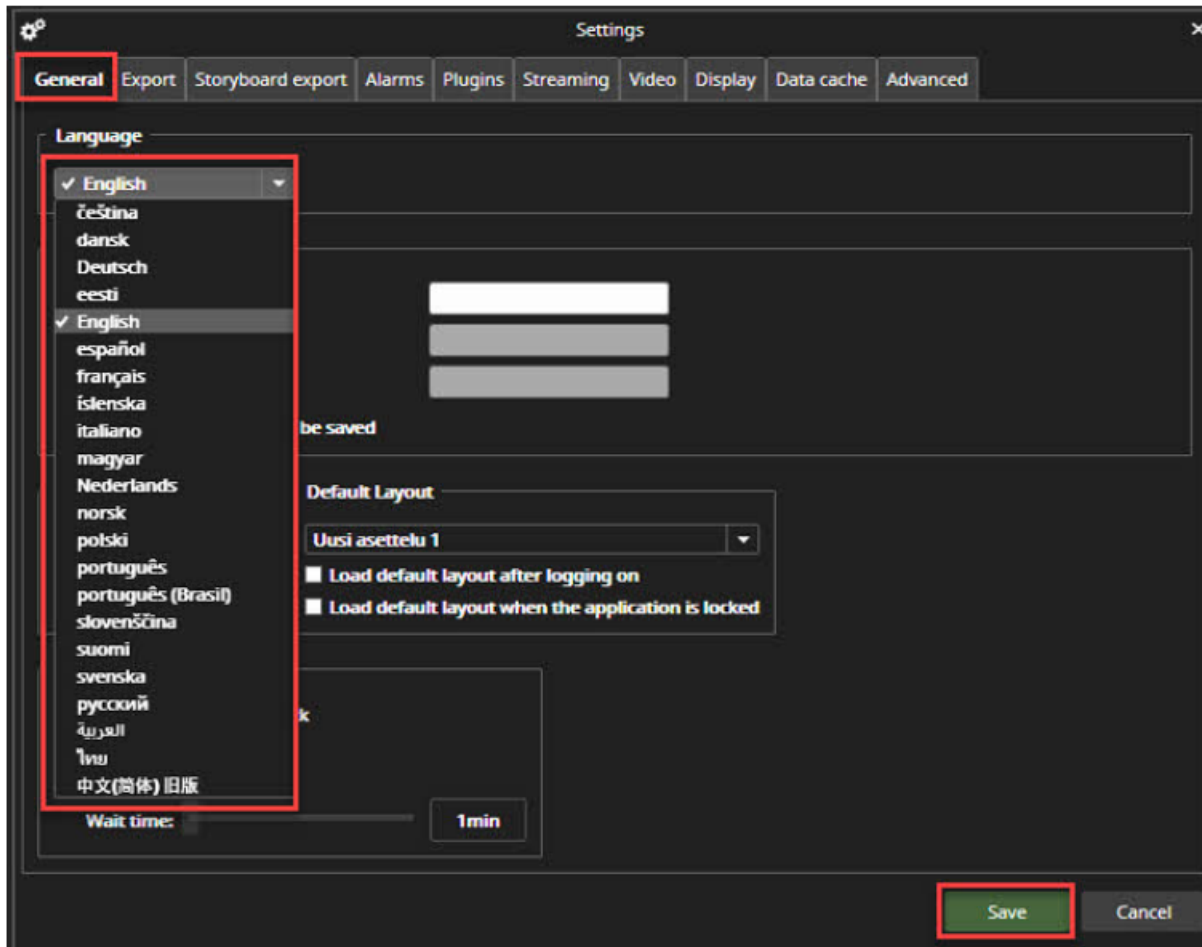 Settings
General Export Storyboard export Alarms Plugins Streaming Video Display Data cache Advanced
Language
✓ English
čeština
dansk
Deutsch
eesti
✓ English
español
français
íslenska
italiano
magyar
Nederlands
norsk
polski
português
português (Brasil)
slovenščina
suomi
svenska
русский
العربية
ไทย
中文(简体) 旧版
be saved
Default Layout
Uusi asettelu 1
Load default layout after logging on
Load default layout when the application is locked
k
Wait time: 1min
Save Cancel